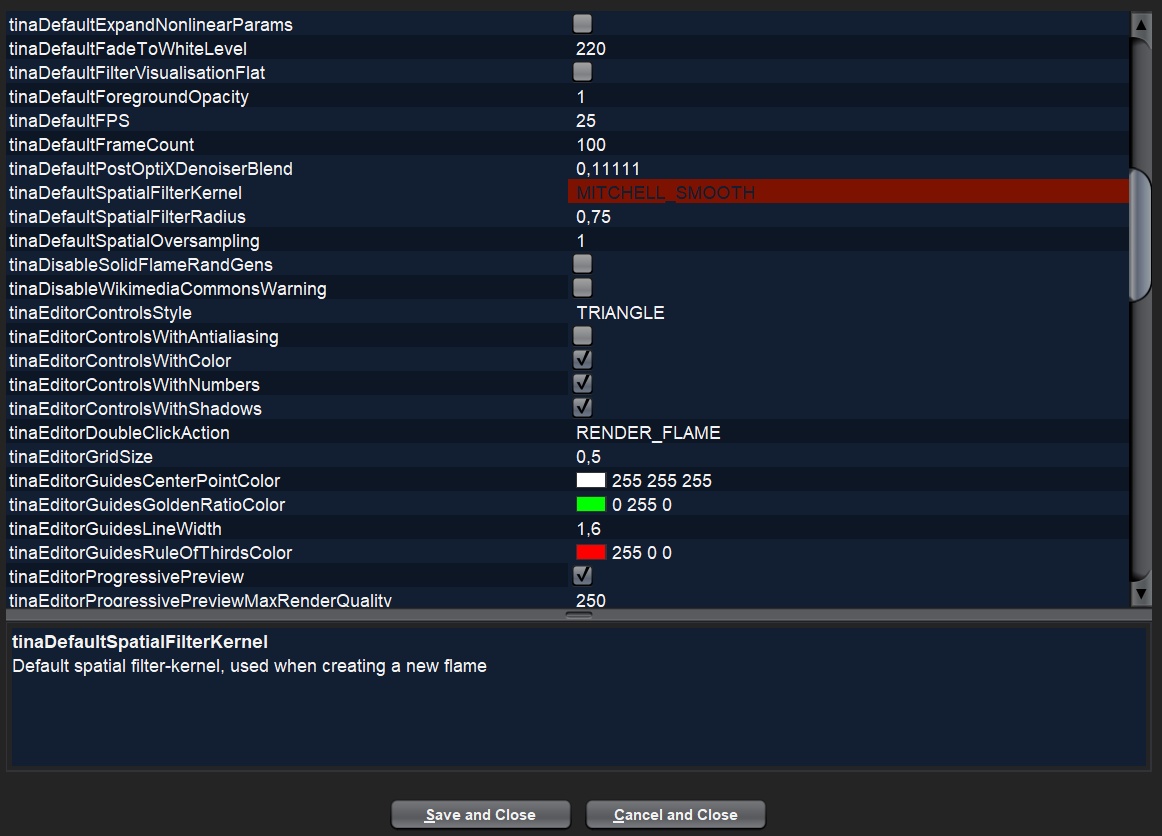 tinaDefaultExpandNonlinearParams
tinaDefaultFadeToWhiteLevel 220
tinaDefaultFilterVisualisationFlat
tinaDefaultForegroundOpacity 1
tinaDefaultFPS 25
tinaDefaultFrameCount 100
tinaDefaultPostOptiXDenoiserBlend 0,11111
tinaDefaultSpatialFilterKernel MITCHELL_SMOOTH
tinaDefaultSpatialFilterRadius 0,75
tinaDefaultSpatialOversampling 1
tinaDisableSolidFlameRandGens
tinaDisableWikimediaCommonsWarning
tinaEditorControlsStyle TRIANGLE
tinaEditorControlsWithAntialiasing
tinaEditorControlsWithColor
tinaEditorControlsWithNumbers
tinaEditorControlsWithShadows
tinaEditorDoubleClickAction RENDER_FLAME
tinaEditorGridSize 0,5
tinaEditorGuidesCenterPointColor 255 255 255
tinaEditorGuidesGoldenRatioColor 0 255 0
tinaEditorGuidesLineWidth 1,6
tinaEditorGuidesRuleOfThirdsColor 255 0 0
tinaEditorProgressivePreview
tinaEditorProgressivePreviewMaxRenderQuality 250
tinaDefaultSpatialFilterKernel
Default spatial filter-kernel, used when creating a new flame
Save and Close Cancel and Close